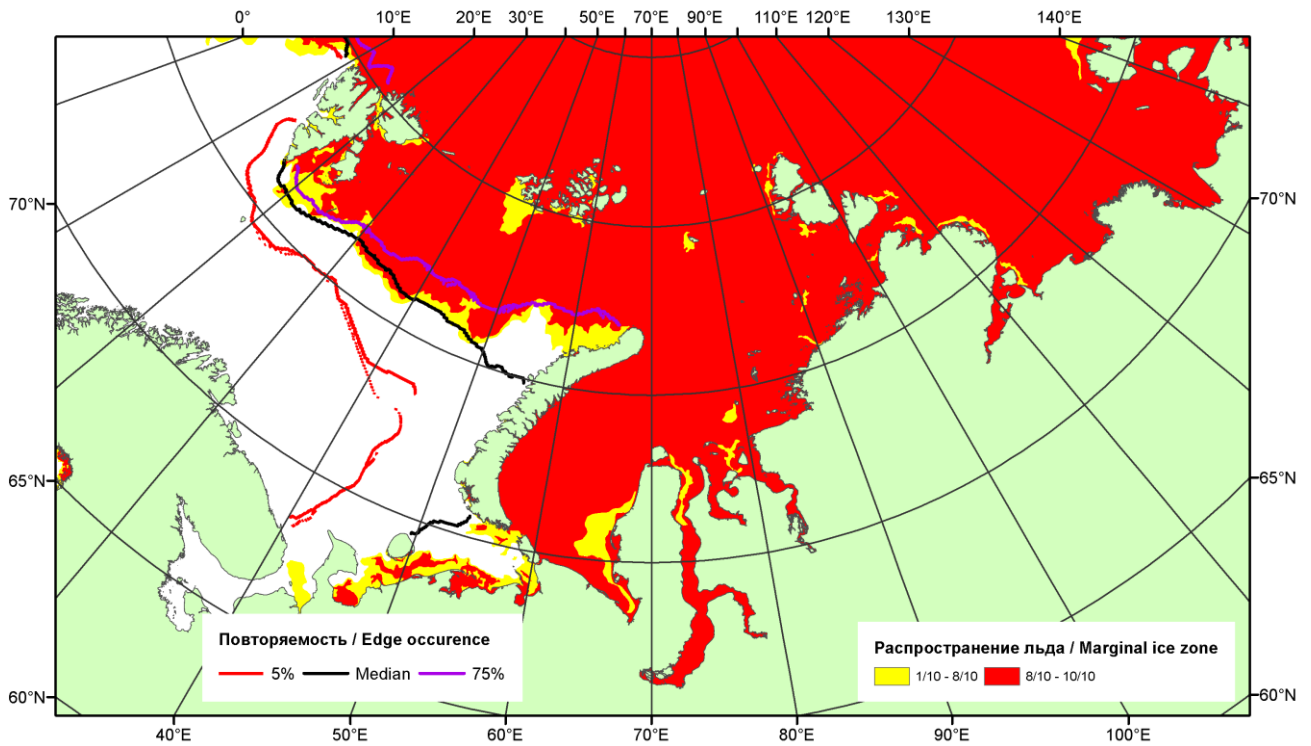 0° 10°E 20°E 30°E 50°E 70°E 90°E 110°E 120°E 130°E 140°E
70°N 70°N
65°N 65°N
60°N 60°N
Повторяемость / Edge occurence
5% Median 75%
Распространение льда / Marginal ice zone
1/10 - 8/10 8/10 - 10/10
40°E 50°E 60°E 70°E 80°E 90°E 100°E